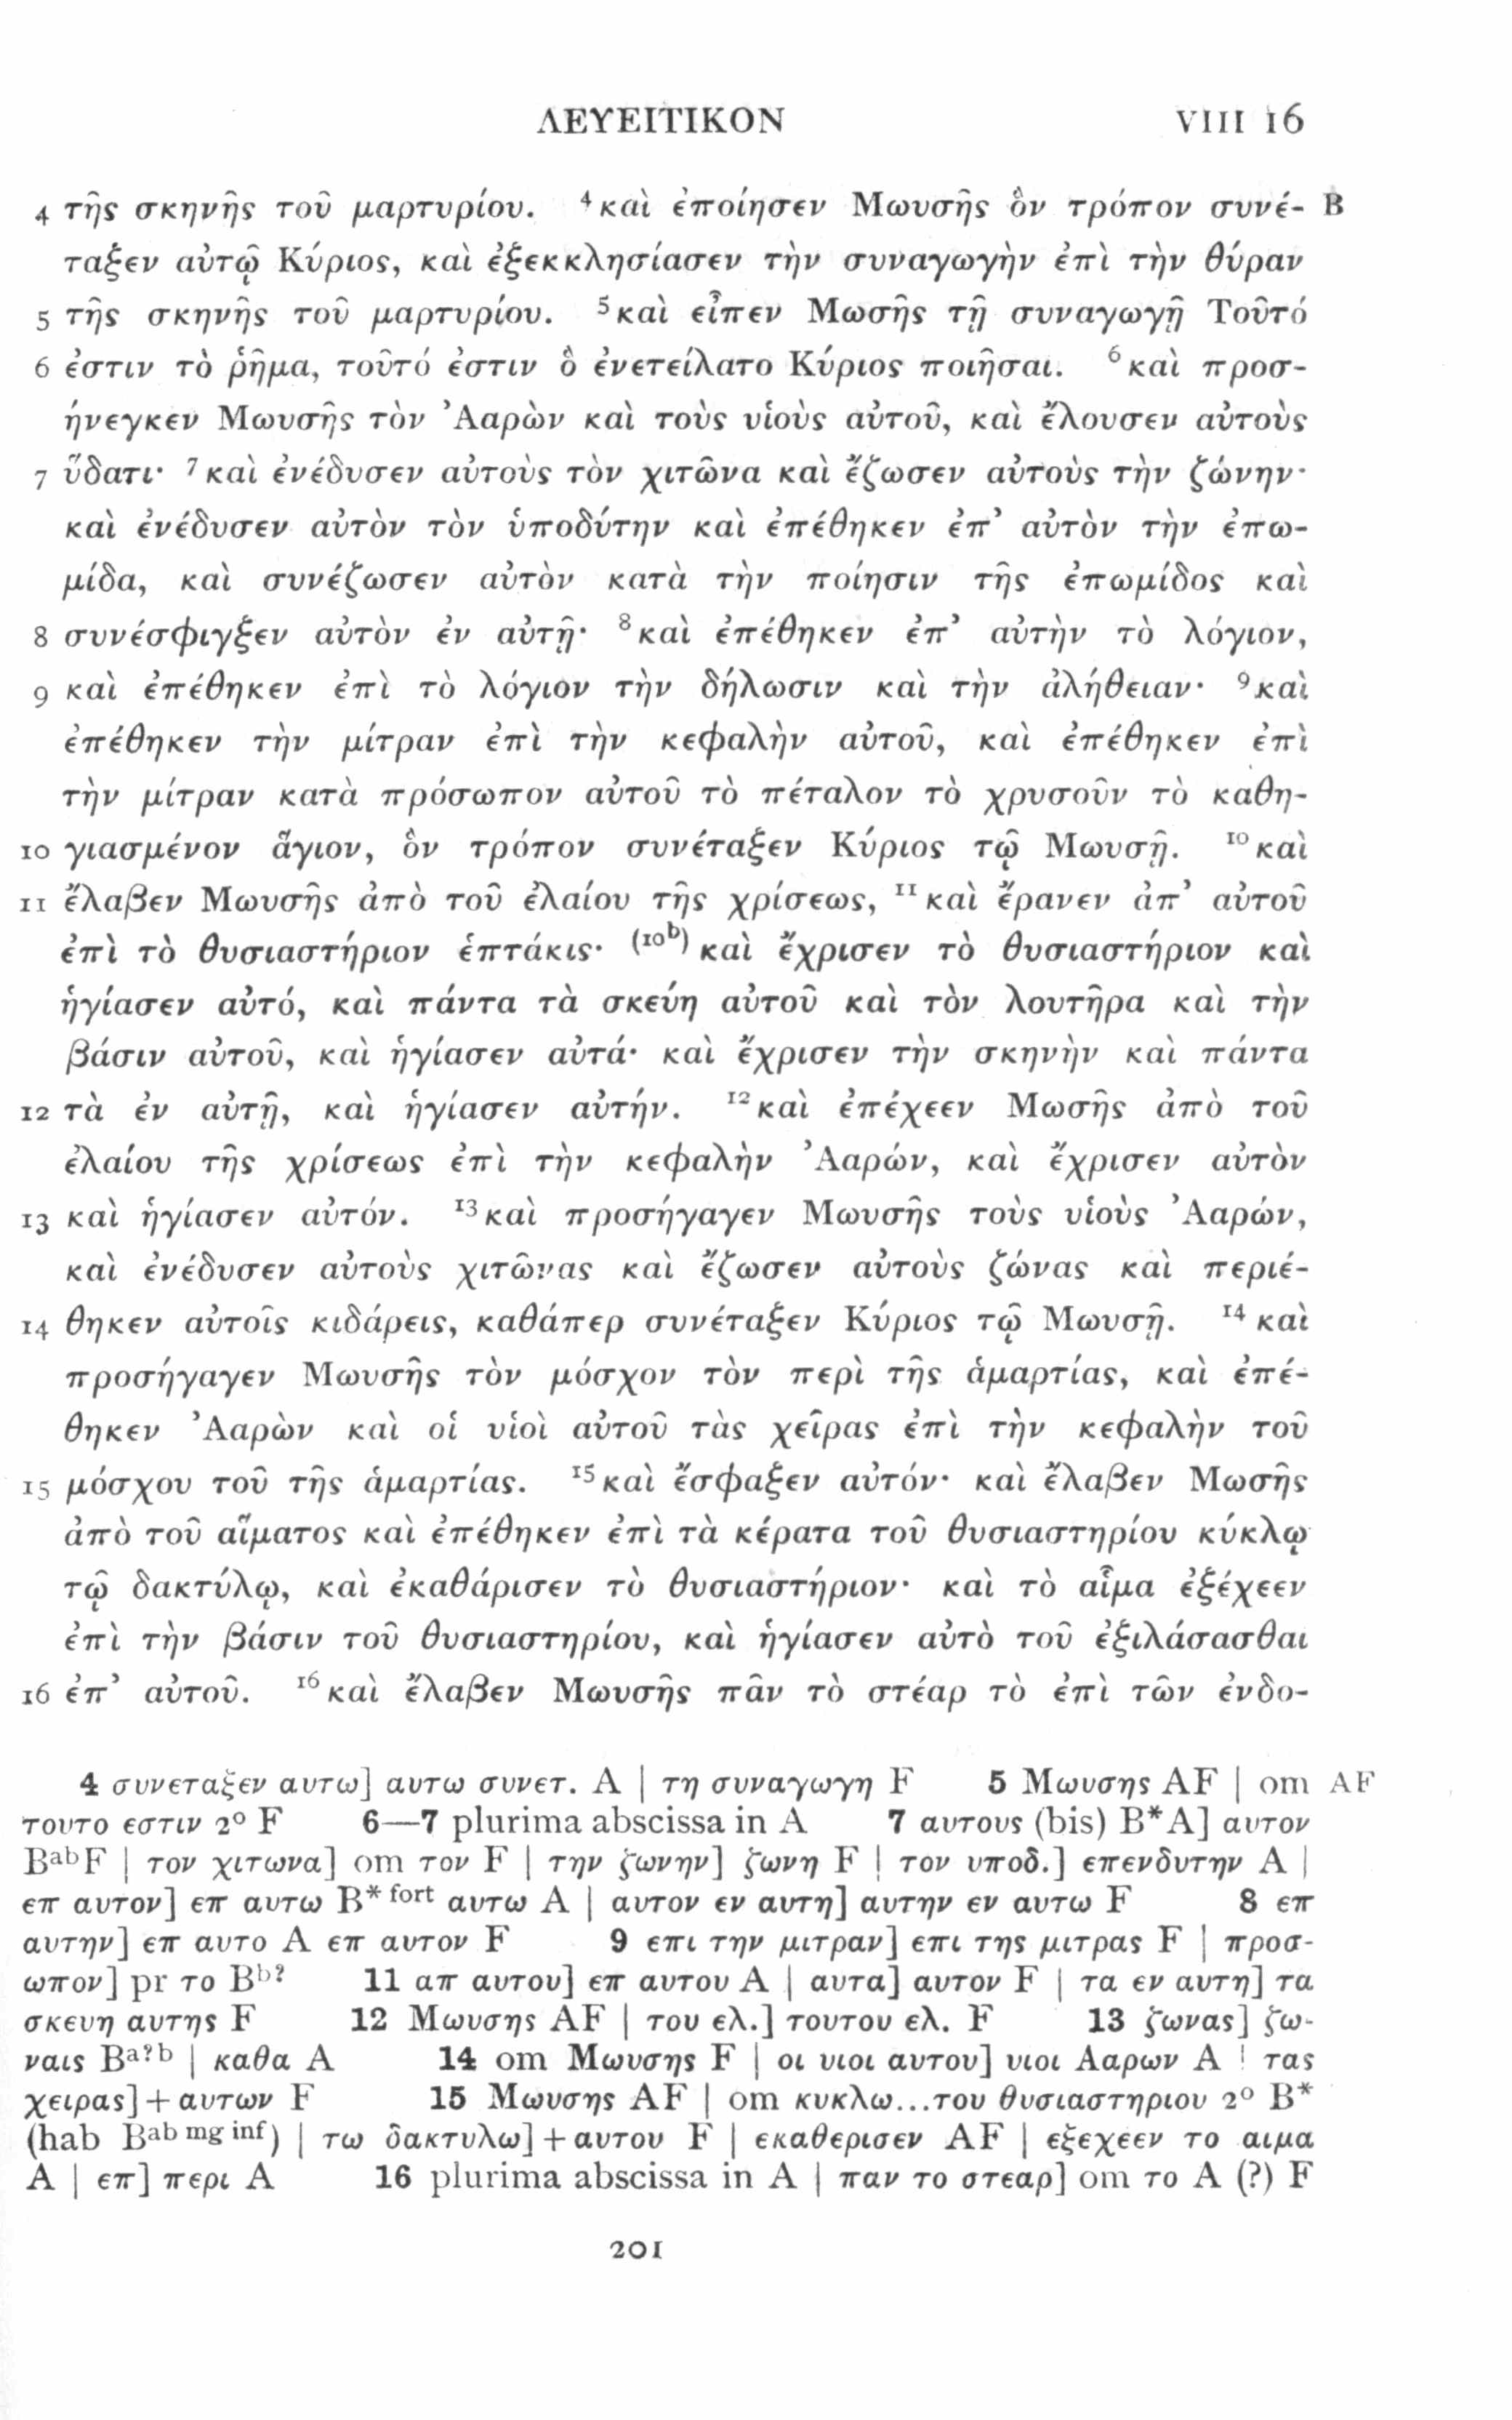 ΛΕΥΕΙΤΙΚΟΝ VIII 16
4 τῆς σκηνῆς τοῦ μαρτυρίου. ⁴καὶ ἐποίησεν Μωυσῆς ὃν τρόπον συνέ- B
ταξεν αὐτῷ Κύριος, καὶ ἐξεκκλησίασεν τὴν συναγωγὴν ἐπὶ τὴν θύραν
5 τῆς σκηνῆς τοῦ μαρτυρίου. ⁵καὶ εἶπεν Μωσῆς τῇ συναγωγῇ Τοῦτό
6 ἐστιν τὸ ῥῆμα, τοῦτό ἐστιν ὃ ἐνετείλατο Κύριος ποιῆσαι. ⁶καὶ προσ-
ήνεγκεν Μωυσῆς τὸν Ἀαρὼν καὶ τοὺς υἱοὺς αὐτοῦ, καὶ ἔλουσεν αὐτοὺς
7 ὕδατι· ⁷καὶ ἐνέδυσεν αὐτοὺς τὸν χιτῶνα καὶ ἔζωσεν αὐτοὺς τὴν ζώνην·
καὶ ἐνέδυσεν αὐτὸν τὸν ὑποδύτην καὶ ἐπέθηκεν ἐπ’ αὐτὸν τὴν ἐπω-
μίδα, καὶ συνέζωσεν αὐτὸν κατὰ τὴν ποίησιν τῆς ἐπωμίδος καὶ
8 συνέσφιγξεν αὐτὸν ἐν αὐτῇ· ⁸καὶ ἐπέθηκεν ἐπ’ αὐτὴν τὸ λόγιον,
9 καὶ ἐπέθηκεν ἐπὶ τὸ λόγιον τὴν δήλωσιν καὶ τὴν ἀλήθειαν· ⁹καὶ
ἐπέθηκεν τὴν μίτραν ἐπὶ τὴν κεφαλὴν αὐτοῦ, καὶ ἐπέθηκεν ἐπὶ
τὴν μίτραν κατὰ πρόσωπον αὐτοῦ τὸ πέταλον τὸ χρυσοῦν τὸ καθη-
10 γιασμένον ἅγιον, ὃν τρόπον συνέταξεν Κύριος τῷ Μωυσῇ. ¹⁰καὶ
11 ἔλαβεν Μωυσῆς ἀπὸ τοῦ ἐλαίου τῆς χρίσεως, ¹¹καὶ ἔρανεν ἀπ’ αὐτοῦ
ἐπὶ τὸ θυσιαστήριον ἑπτάκις· (10b) καὶ ἔχρισεν τὸ θυσιαστήριον καὶ
ἡγίασεν αὐτό, καὶ πάντα τὰ σκεύη αὐτοῦ καὶ τὸν λουτῆρα καὶ τὴν
βάσιν αὐτοῦ, καὶ ἡγίασεν αὐτά· καὶ ἔχρισεν τὴν σκηνὴν καὶ πάντα
12 τὰ ἐν αὐτῇ, καὶ ἡγίασεν αὐτήν. ¹²καὶ ἐπέχεεν Μωσῆς ἀπὸ τοῦ
ἐλαίου τῆς χρίσεως ἐπὶ τὴν κεφαλὴν Ἀαρών, καὶ ἔχρισεν αὐτὸν
13 καὶ ἡγίασεν αὐτόν. ¹³καὶ προσήγαγεν Μωυσῆς τοὺς υἱοὺς Ἀαρών,
καὶ ἐνέδυσεν αὐτοὺς χιτῶνας καὶ ἔζωσεν αὐτοὺς ζώνας καὶ περιέ-
14 θηκεν αὐτοῖς κιδάρεις, καθάπερ συνέταξεν Κύριος τῷ Μωυσῇ. ¹⁴καὶ
προσήγαγεν Μωυσῆς τὸν μόσχον τὸν περὶ τῆς ἁμαρτίας, καὶ ἐπέ-
θηκεν Ἀαρὼν καὶ οἱ υἱοὶ αὐτοῦ τὰς χεῖρας ἐπὶ τὴν κεφαλὴν τοῦ
15 μόσχου τοῦ τῆς ἁμαρτίας. ¹⁵καὶ ἔσφαξεν αὐτόν· καὶ ἔλαβεν Μωσῆς
ἀπὸ τοῦ αἵματος καὶ ἐπέθηκεν ἐπὶ τὰ κέρατα τοῦ θυσιαστηρίου κύκλῳ
τῷ δακτύλῳ, καὶ ἐκαθάρισεν τὸ θυσιαστήριον· καὶ τὸ αἷμα ἐξέχεεν
ἐπὶ τὴν βάσιν τοῦ θυσιαστηρίου, καὶ ἡγίασεν αὐτὸ τοῦ ἐξιλάσασθαι
16 ἐπ’ αὐτοῦ. ¹⁶καὶ ἔλαβεν Μωυσῆς πᾶν τὸ στέαρ τὸ ἐπὶ τῶν ἐνδο-
4 συνεταξεν αυτω] αυτω συνετ. A | τη συναγωγη F 5 Μωυσης AF | om AF
τουτο εστιν 2⁰ F 6—7 plurima abscissa in A 7 αυτους (bis) B*A] αυτον
BᵃᵇF | τον χιτωνα] om τον F | την ζωνην] ζωνη F | τον υποδ.] επενδυτην A |
επ αυτον] επ αυτω B* fort αυτω A | αυτον εν αυτη] αυτην εν αυτω F 8 επ
αυτην] επ αυτο A επ αυτον F 9 επι την μιτραν] επι της μιτρας F | προσ-
ωπον] pr το Bᵇ? 11 απ αυτου] επ αυτου A | αυτα] αυτον F | τα εν αυτη] τα
σκευη αυτης F 12 Μωυσης AF | του ελ.] τουτου ελ. F 13 ζωνας] ζω-
ναις Bᵃ?ᵇ | καθα A 14 om Μωυσης F | οι υιοι αυτου] υιοι Ααρων A | τας
χειρας] + αυτων F 15 Μωυσης AF | om κυκλω...του θυσιαστηριου 2⁰ B*
(hab Bᵃᵇ mg inf) | τω δακτυλω] + αυτου F | εκαθερισεν AF | εξεχεεν το αιμα
A | επ] περι A 16 plurima abscissa in A | παν το στεαρ] om το A (?) F
201